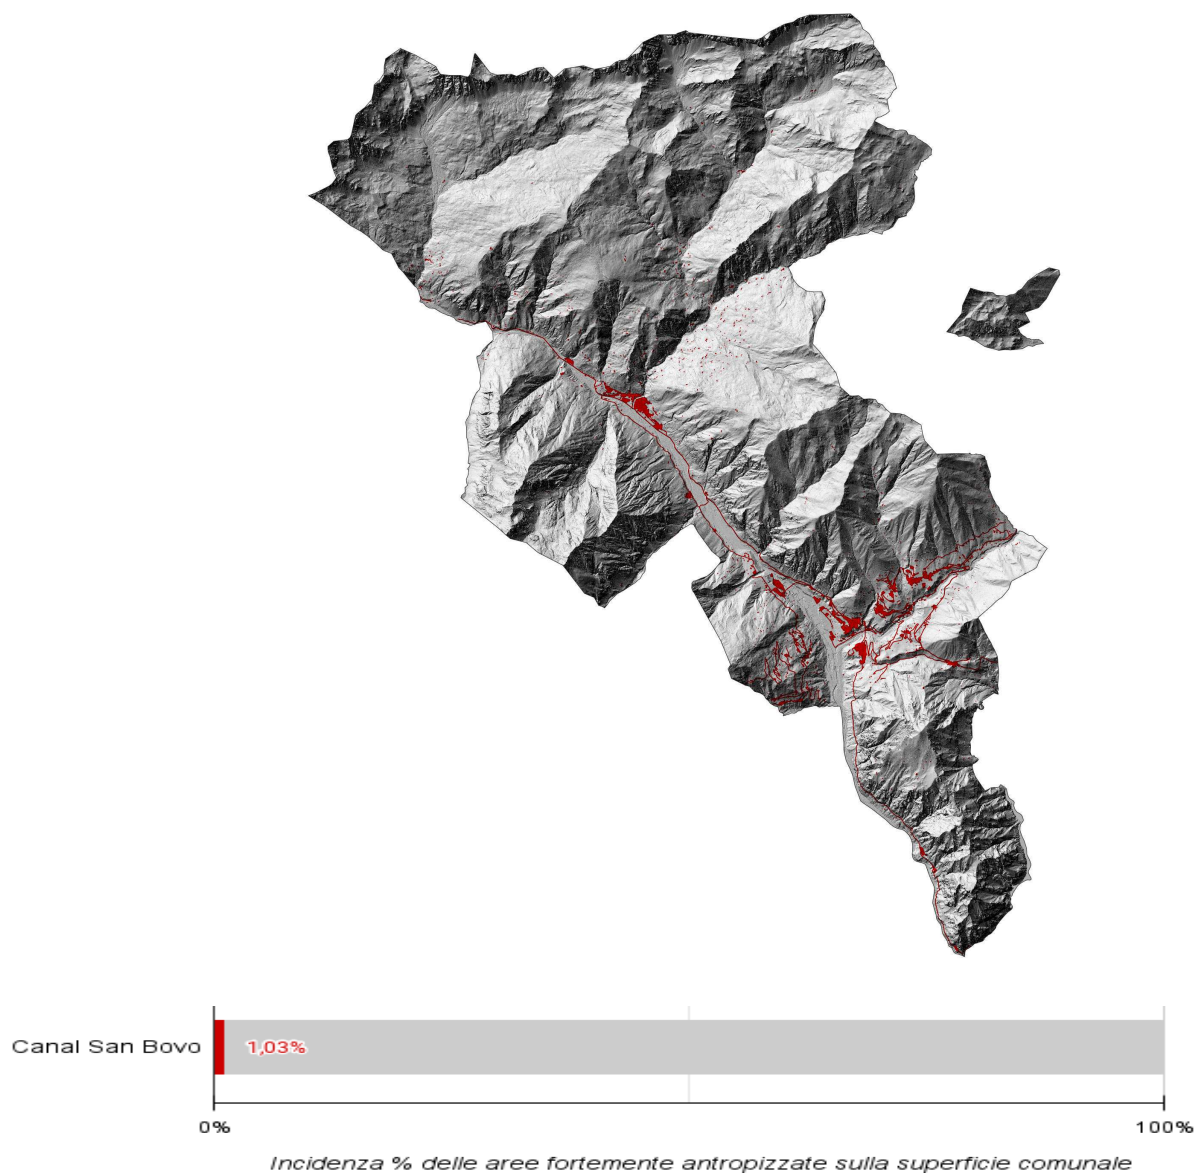 Canal San Bovo
1,03%
0%
100%
Incidenza % delle aree fortemente antropizzate sulla superficie comunale